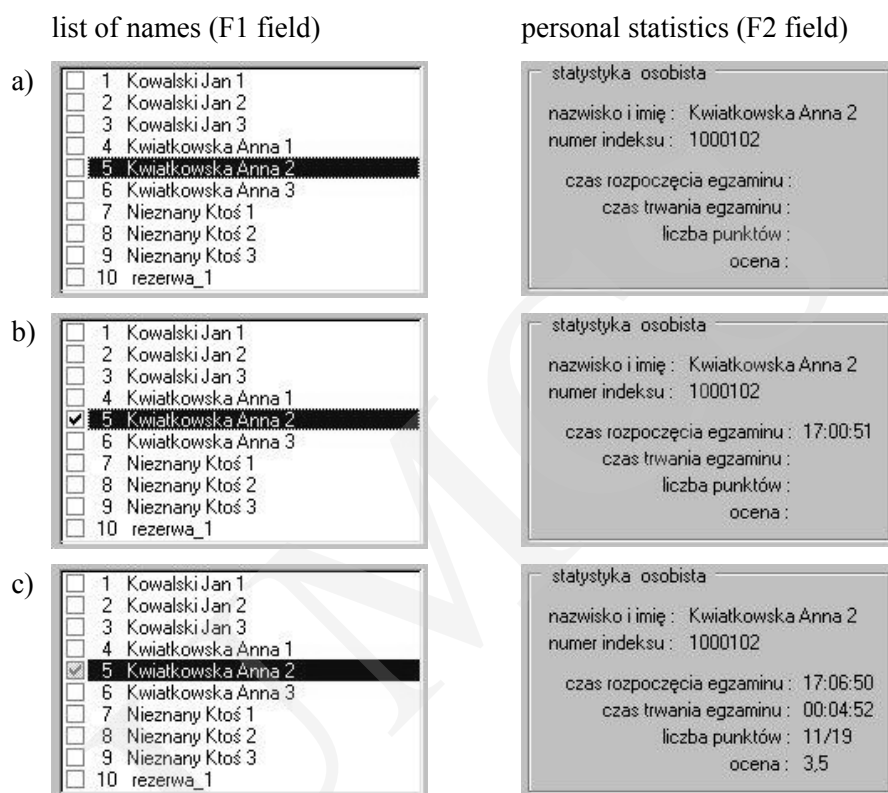 list of names (F1 field)
personal statistics (F2 field)
a)
1 Kowalski Jan 1
2 Kowalski Jan 2
3 Kowalski Jan 3
4 Kwiatkowska Anna 1
5 Kwiatkowska Anna 2
6 Kwiatkowska Anna 3
7 Nieznany Ktoś 1
8 Nieznany Ktoś 2
9 Nieznany Ktoś 3
10 rezerwa_1
statystyka osobista
nazwisko i imię : Kwiatkowska Anna 2
numer indeksu : 1000102
czas rozpoczęcia egzaminu :
czas trwania egzaminu :
liczba punktów :
ocena :
b)
1 Kowalski Jan 1
2 Kowalski Jan 2
3 Kowalski Jan 3
4 Kwiatkowska Anna 1
5 Kwiatkowska Anna 2
6 Kwiatkowska Anna 3
7 Nieznany Ktoś 1
8 Nieznany Ktoś 2
9 Nieznany Ktoś 3
10 rezerwa_1
statystyka osobista
nazwisko i imię : Kwiatkowska Anna 2
numer indeksu : 1000102
czas rozpoczęcia egzaminu : 17:00:51
czas trwania egzaminu :
liczba punktów :
ocena :
c)
1 Kowalski Jan 1
2 Kowalski Jan 2
3 Kowalski Jan 3
4 Kwiatkowska Anna 1
5 Kwiatkowska Anna 2
6 Kwiatkowska Anna 3
7 Nieznany Ktoś 1
8 Nieznany Ktoś 2
9 Nieznany Ktoś 3
10 rezerwa_1
statystyka osobista
nazwisko i imię : Kwiatkowska Anna 2
numer indeksu : 1000102
czas rozpoczęcia egzaminu : 17:06:50
czas trwania egzaminu : 00:04:52
liczba punktów : 11/19
ocena : 3,5
UMCS